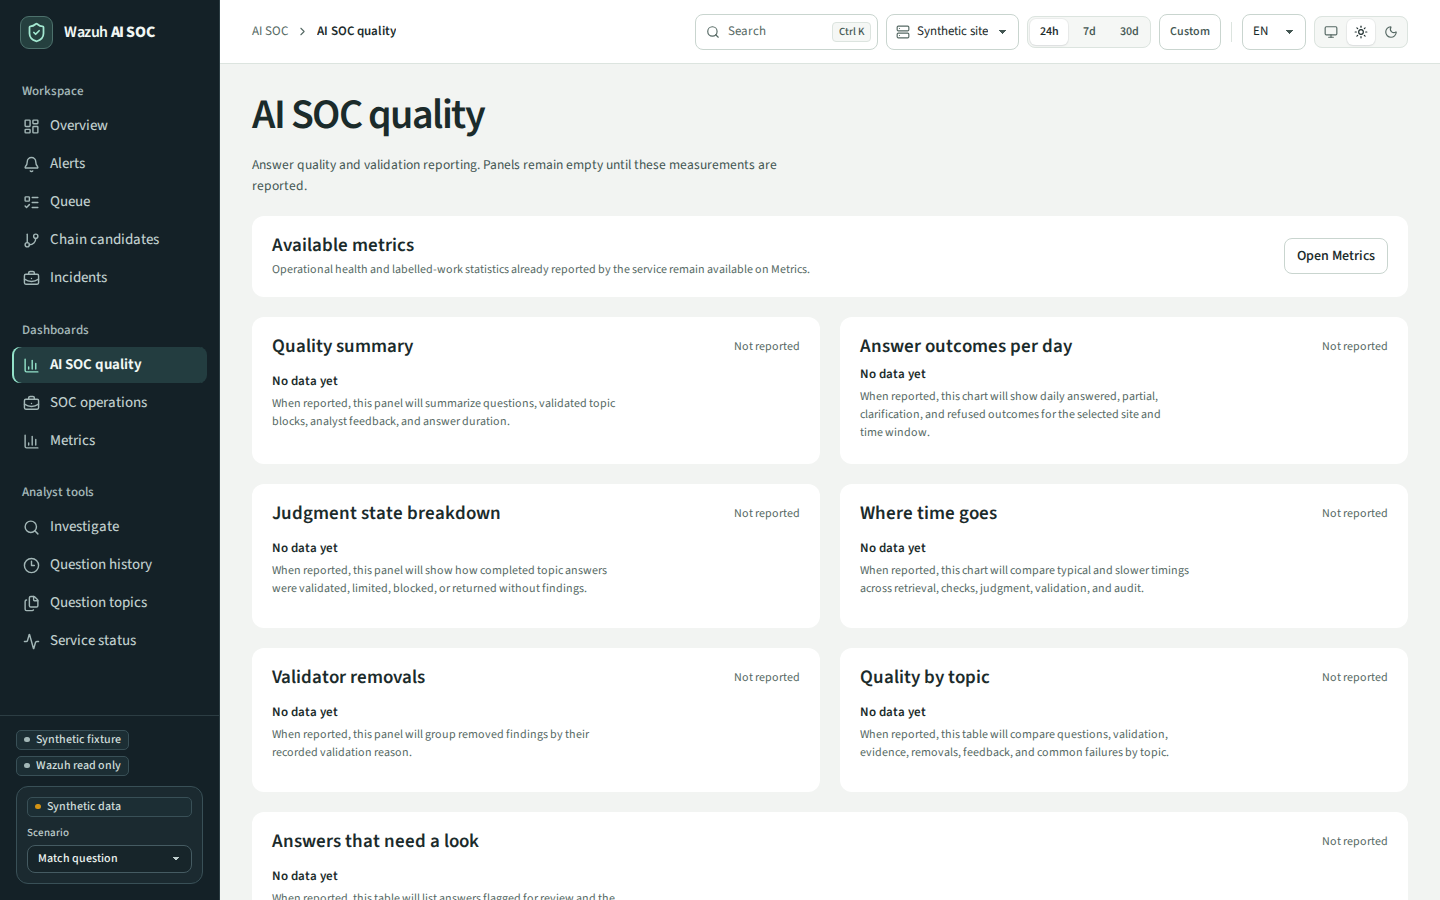 Wazuh AI SOC
Workspace
Overview
Alerts
Queue
Chain candidates
Incidents
Dashboards
AI SOC quality
SOC operations
Metrics
Analyst tools
Investigate
Question history
Question topics
Service status
Synthetic fixture
Wazuh read only
Synthetic data
Scenario
Match question
AI SOC > AI SOC quality
Search Ctrl K
Synthetic site
24h 7d 30d
Custom
EN
AI SOC quality
Answer quality and validation reporting. Panels remain empty until these measurements are
reported.
Available metrics
Operational health and labelled-work statistics already reported by the service remain available on Metrics.
Open Metrics
Quality summary
Not reported
No data yet
When reported, this panel will summarize questions, validated topic
blocks, analyst feedback, and answer duration.
Answer outcomes per day
Not reported
No data yet
When reported, this chart will show daily answered, partial,
clarification, and refused outcomes for the selected site and
time window.
Judgment state breakdown
Not reported
No data yet
When reported, this panel will show how completed topic answers
were validated, limited, blocked, or returned without findings.
Where time goes
Not reported
No data yet
When reported, this chart will compare typical and slower timings
across retrieval, checks, judgment, validation, and audit.
Validator removals
Not reported
No data yet
When reported, this panel will group removed findings by their
recorded validation reason.
Quality by topic
Not reported
No data yet
When reported, this table will compare questions, validation,
evidence, removals, feedback, and common failures by topic.
Answers that need a look
Not reported
No data yet
When reported, this table will list answers flagged for review and the